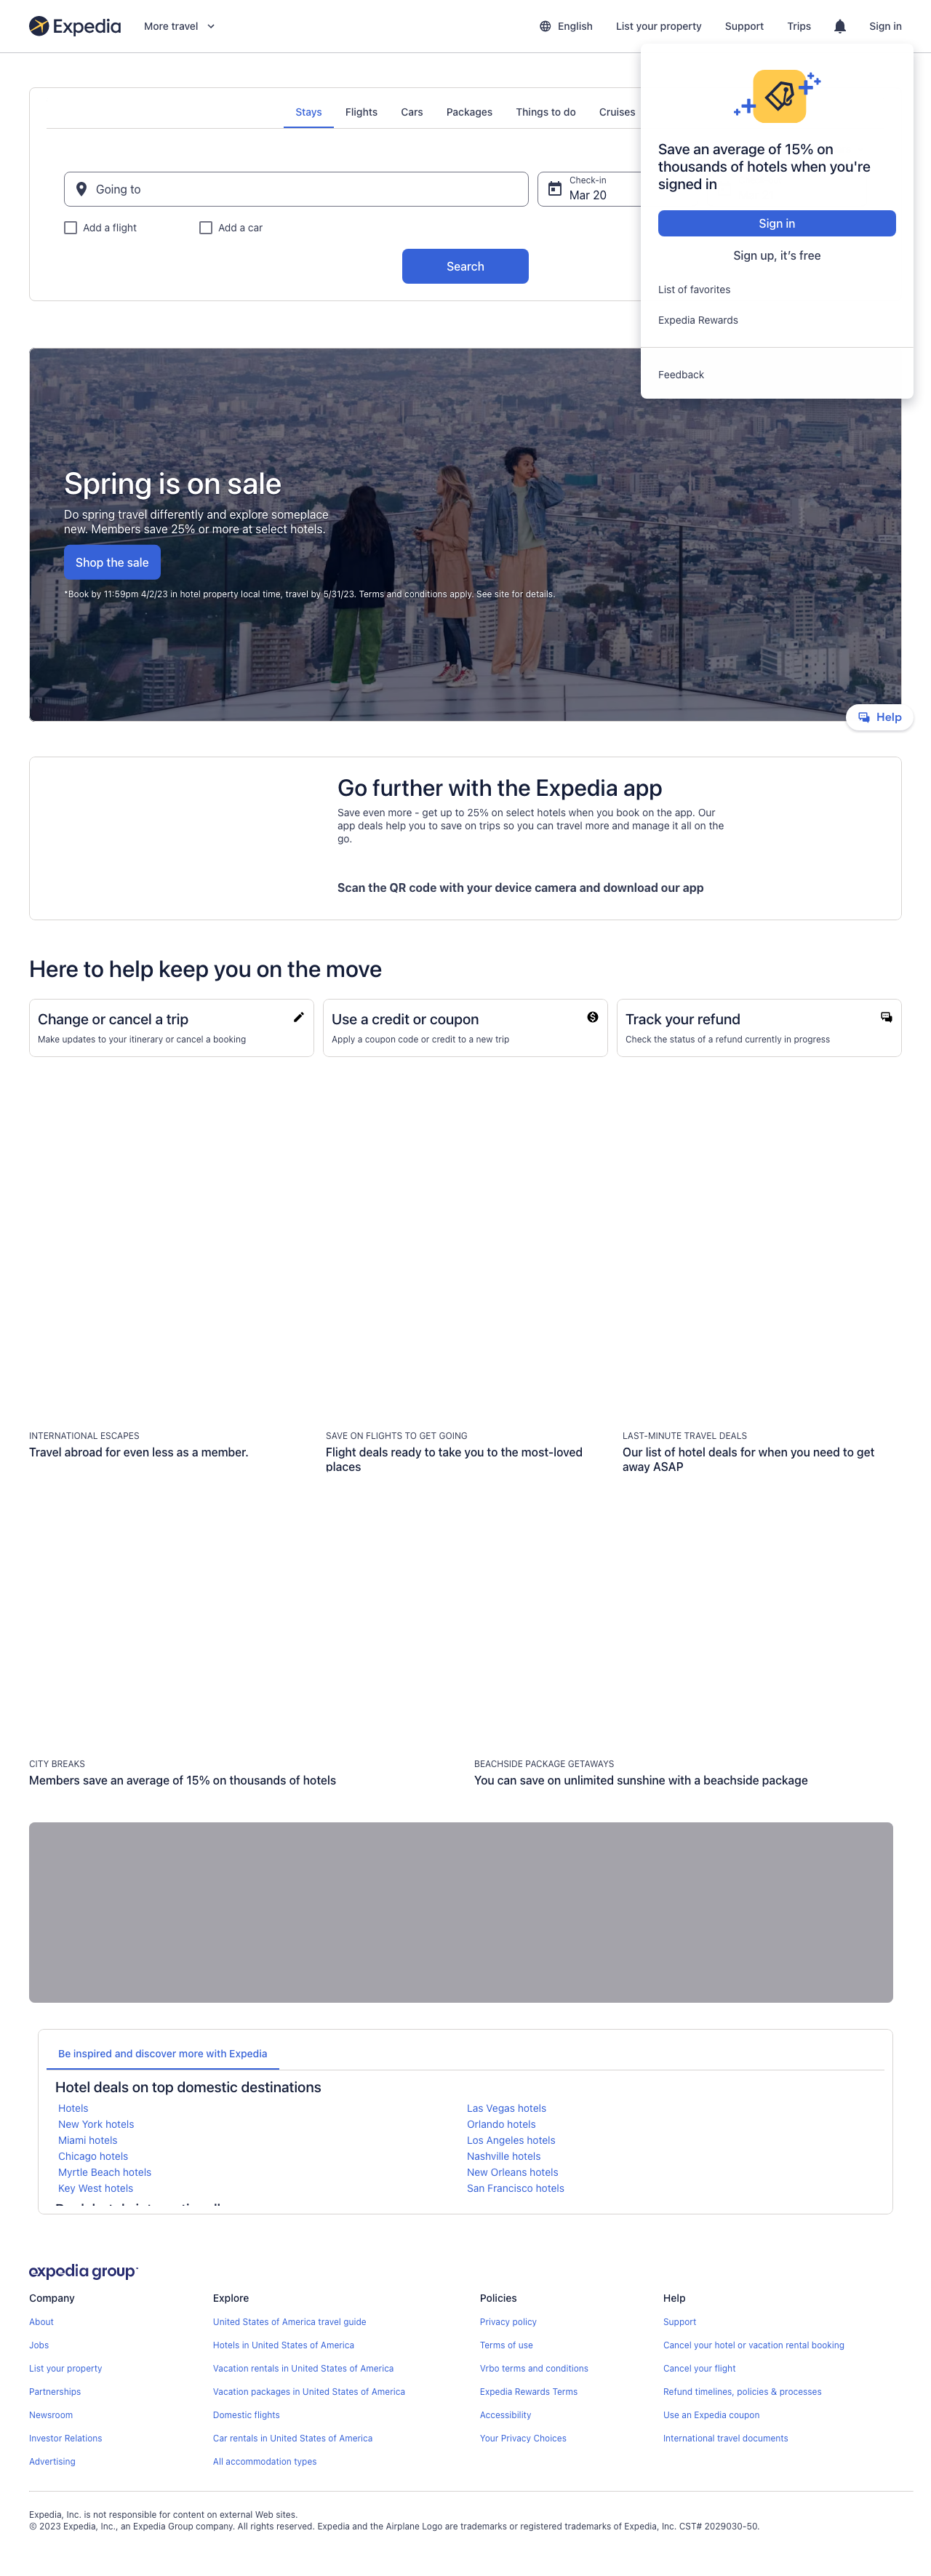 Expedia
More travel
English
List your property
Support
Trips
Sign in
Save an average of 15% on
thousands of hotels when you're
signed in
Sign in
Sign up, it's free
List of favorites
Expedia Rewards
Feedback
Stays
Flights
Cars
Packages
Things to do
Cruises
Going to
Check-in
Mar 20
Add a flight
Add a car
Search
Spring is on sale
Do spring travel differently and explore someplace
new. Members save 25% or more at select hotels.
Shop the sale
*Book by 11:59pm 4/2/23 in hotel property local time, travel by 5/31/23. Terms and conditions apply. See site for details.
Help
Go further with the Expedia app
Save even more - get up to 25% on select hotels when you book on the app. Our
app deals help you to save on trips so you can travel more and manage it all on the
go.
Scan the QR code with your device camera and download our app
Here to help keep you on the move
Change or cancel a trip
Make updates to your itinerary or cancel a booking
Use a credit or coupon
Apply a coupon code or credit to a new trip
Track your refund
Check the status of a refund currently in progress
INTERNATIONAL ESCAPES
Travel abroad for even less as a member.
SAVE ON FLIGHTS TO GET GOING
Flight deals ready to take you to the most-loved
places
LAST-MINUTE TRAVEL DEALS
Our list of hotel deals for when you need to get
away ASAP
CITY BREAKS
Members save an average of 15% on thousands of hotels
BEACHSIDE PACKAGE GETAWAYS
You can save on unlimited sunshine with a beachside package
Be inspired and discover more with Expedia
Hotel deals on top domestic destinations
Hotels
Las Vegas hotels
New York hotels
Orlando hotels
Miami hotels
Los Angeles hotels
Chicago hotels
Nashville hotels
Myrtle Beach hotels
New Orleans hotels
Key West hotels
San Francisco hotels
expedia group
Company
About
Jobs
List your property
Partnerships
Newsroom
Investor Relations
Advertising
Explore
United States of America travel guide
Hotels in United States of America
Vacation rentals in United States of America
Vacation packages in United States of America
Domestic flights
Car rentals in United States of America
All accommodation types
Policies
Privacy policy
Terms of use
Vrbo terms and conditions
Expedia Rewards Terms
Accessibility
Your Privacy Choices
Help
Support
Cancel your hotel or vacation rental booking
Cancel your flight
Refund timelines, policies & processes
Use an Expedia coupon
International travel documents
Expedia, Inc. is not responsible for content on external Web sites.
© 2023 Expedia, Inc., an Expedia Group company. All rights reserved. Expedia and the Airplane Logo are trademarks or registered trademarks of Expedia, Inc. CST# 2029030-50.